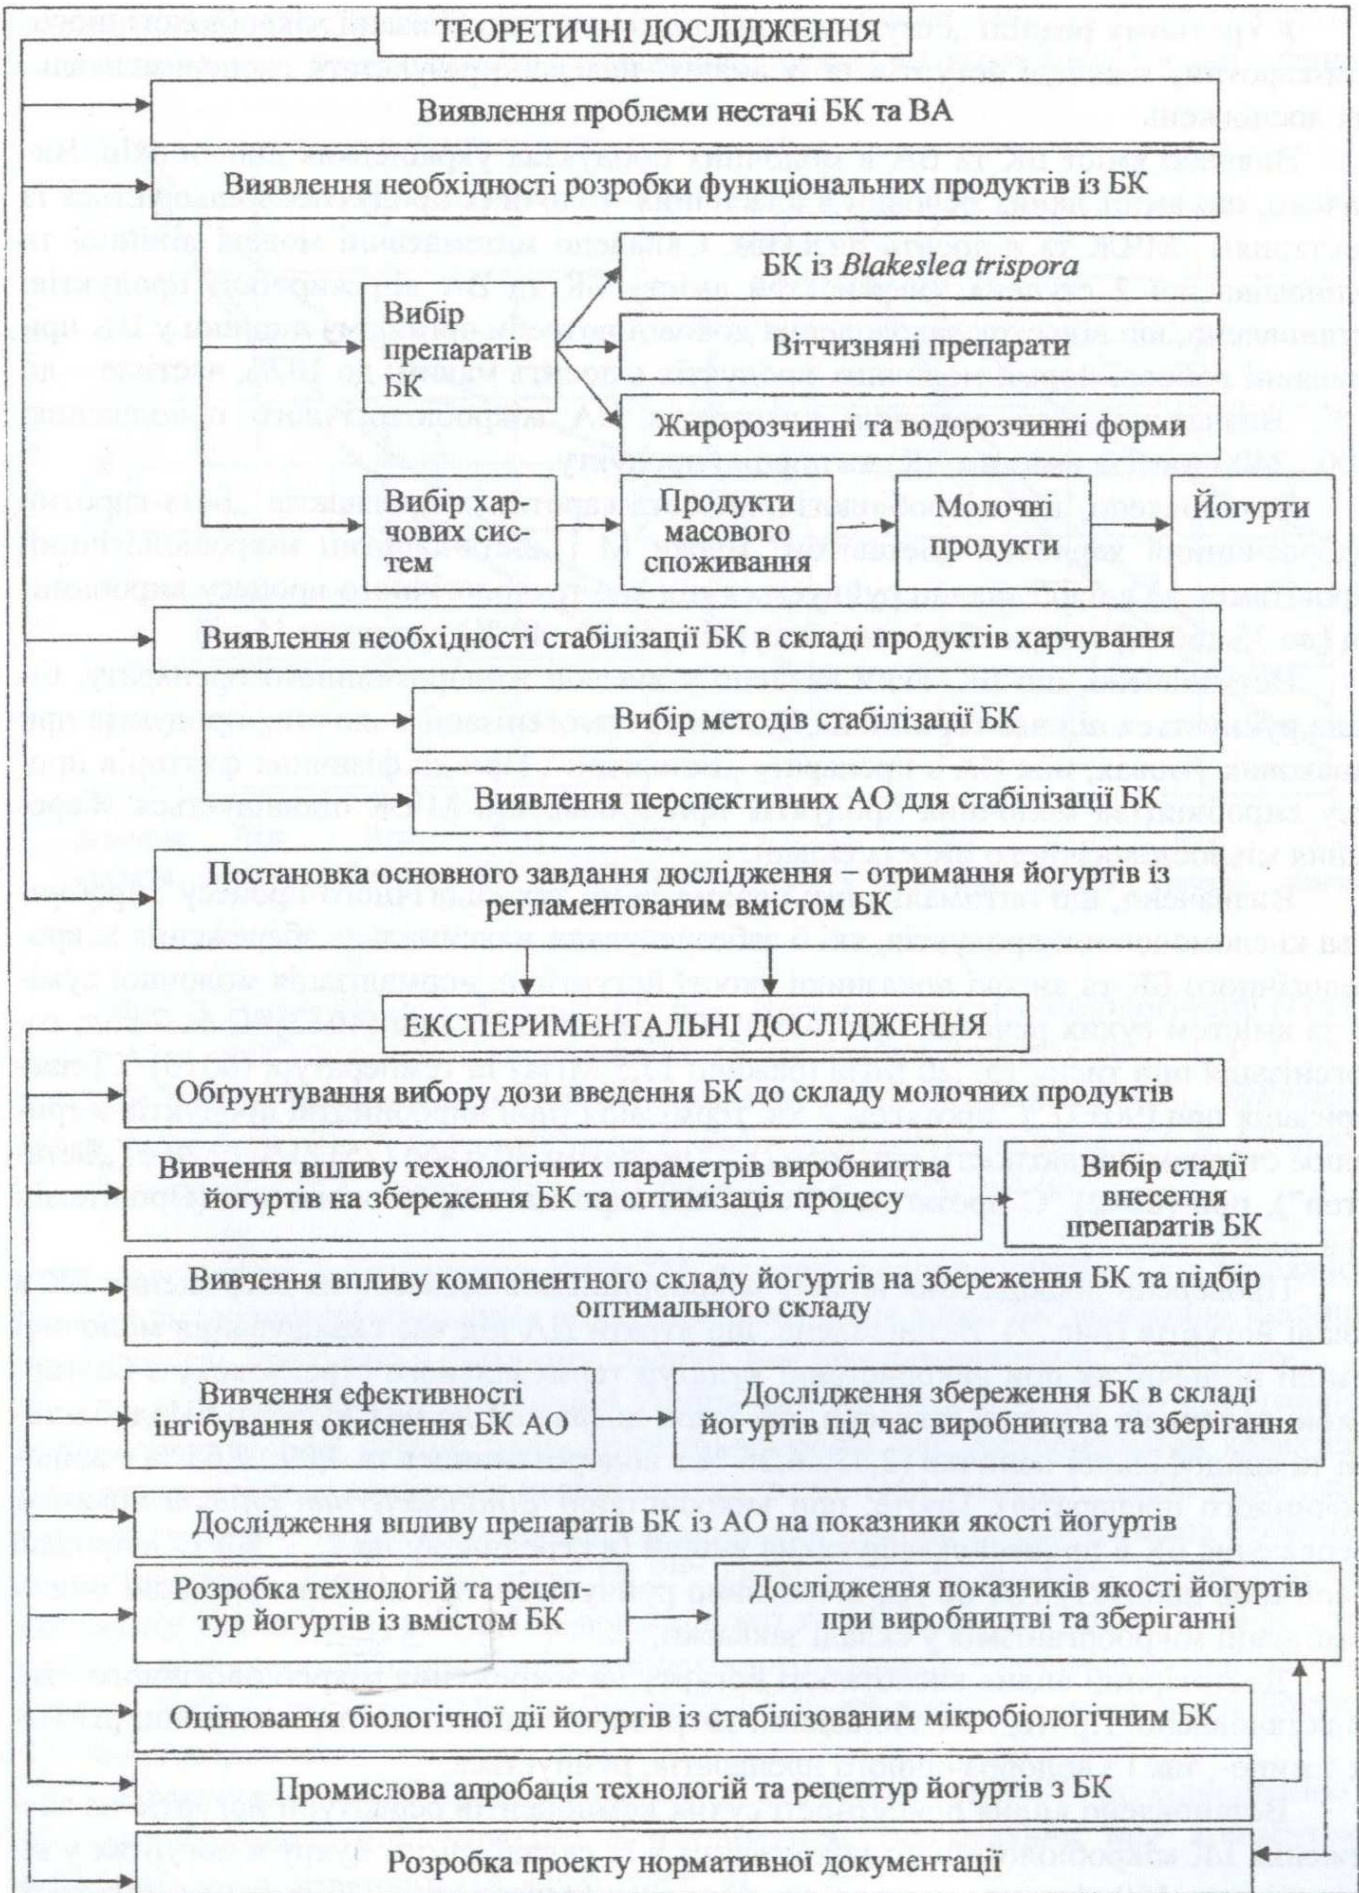 ТЕОРЕТИЧНІ ДОСЛІДЖЕННЯ
Виявлення проблеми нестачі БК та ВА
Виявлення необхідності розробки функціональних продуктів із БК
Вибір
препаратів
БК
БК із Blakeslea trispora
Вітчизняні препарати
Жиророзчинні та водорозчинні форми
Вибір хар-
чових сис-
тем
Продукти
масового
споживання
Молочні
продукти
Йогурти
Виявлення необхідності стабілізації БК в складі продуктів харчування
Вибір методів стабілізації БК
Виявлення перспективних АО для стабілізації БК
Постановка основного завдання дослідження – отримання йогуртів із
регламентованим вмістом БК
ЕКСПЕРИМЕНТАЛЬНІ ДОСЛІДЖЕННЯ
Обґрунтування вибору дози введення БК до складу молочних продуктів
Вивчення впливу технологічних параметрів виробництва
йогуртів на збереження БК та оптимізація процесу
Вибір стадії
внесення
препаратів БК
Вивчення впливу компонентного складу йогуртів на збереження БК та підбір
оптимального складу
Вивчення ефективності
інгібування окиснення БК АО
Дослідження збереження БК в складі
йогуртів під час виробництва та зберігання
Дослідження впливу препаратів БК із АО на показники якості йогуртів
Розробка технологій та рецеп-
тур йогуртів із вмістом БК
Дослідження показників якості йогуртів
при виробництві та зберіганні
Оцінювання біологічної дії йогуртів із стабілізованим мікробіологічним БК
Промислова апробація технологій та рецептур йогуртів з БК
Розробка проекту нормативної документації